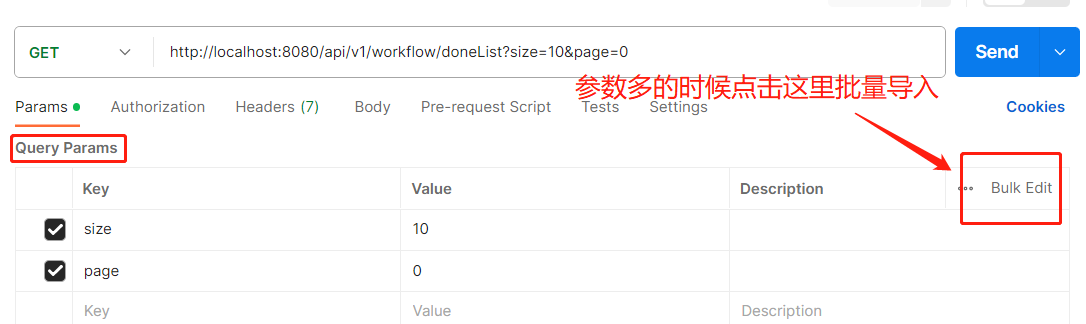 GET http://localhost:8080/api/v1/workflow/doneList?size=10&page=0 Send
参数多的时候点击这里批量导入
Params Authorization Headers (7) Body Pre-request Script Tests Settings Cookies
Query Params
Key Value Description Bulk Edit
size 10
page 0
Key Value Description